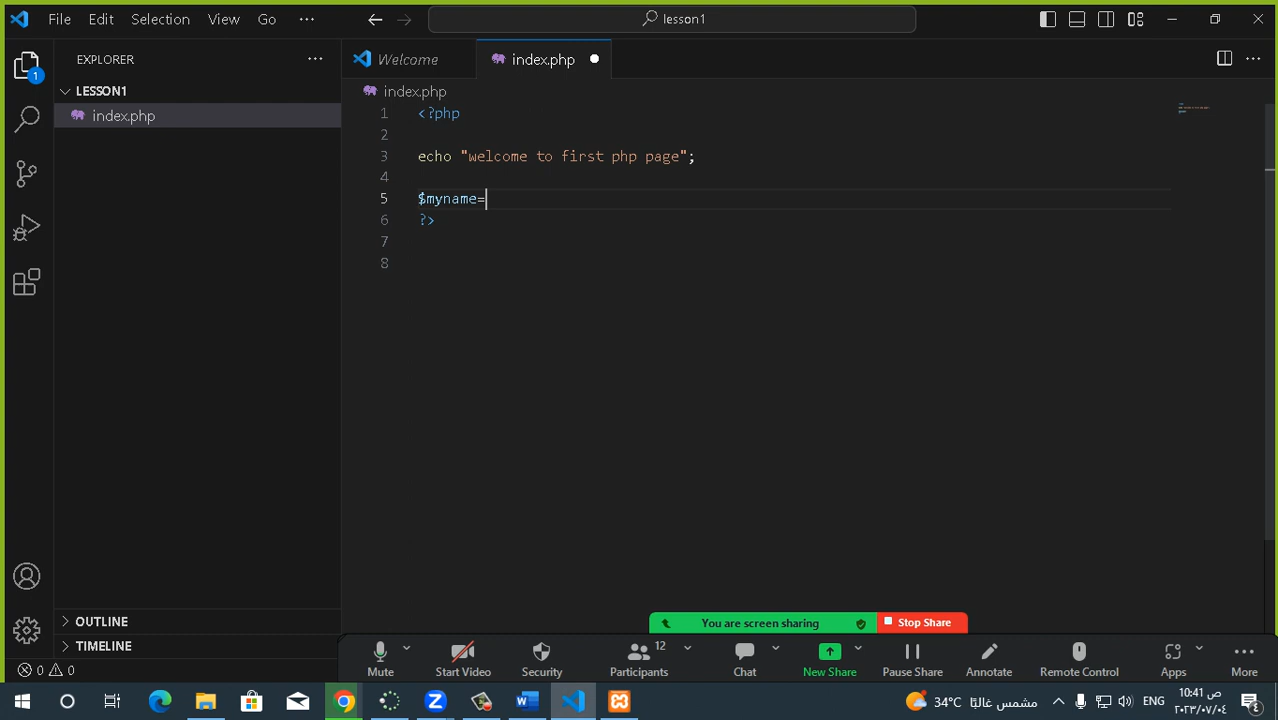 File Edit Selection View Go ··· lesson1
EXPLORER ···
Welcome index.php
LESSON1
index.php
index.php
1 <?php
2
3 echo "welcome to first php page";
4
5 $myname=
6 ?>
7
8
1
OUTLINE
TIMELINE
0 0
You are screen sharing Stop Share
12
Mute Start Video Security Participants Chat New Share Pause Share Annotate Remote Control Apps More
34°C مشمس غالبًا ENG 10:41 ص
٢٠٢٣/٠٧/٠٤